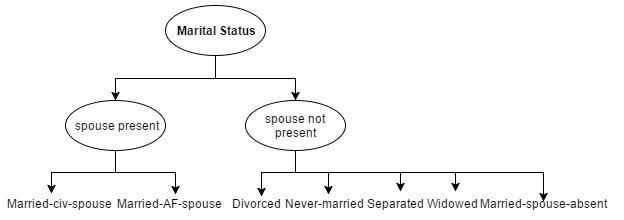 Marital Status
spouse present
spouse not
present
Married-civ-spouse Married-AF-spouse Divorced Never-married Separated Widowed Married-spouse-absent